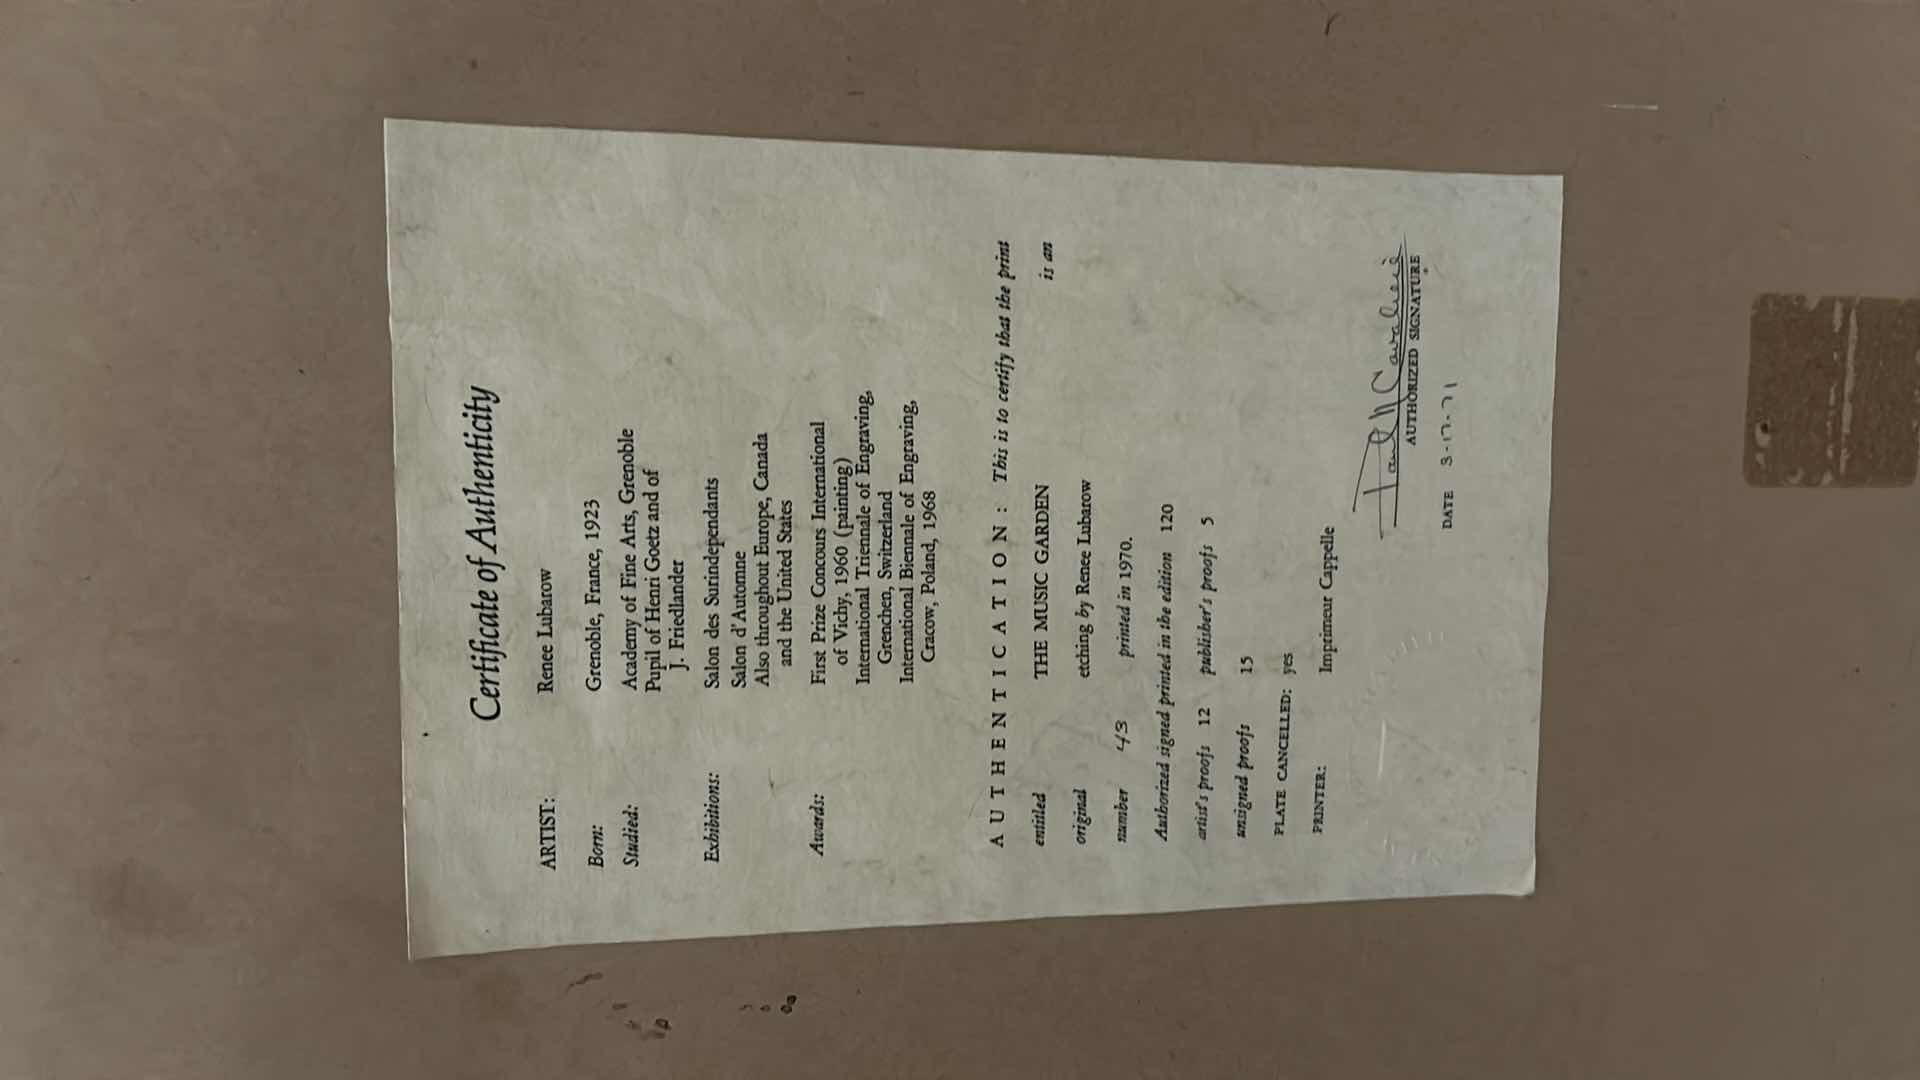 Certificate of Authenticity
ARTIST: Renee Lubarow
Born: Grenoble, France, 1923
Studied: Academy of Fine Arts, Grenoble
Pupil of Henri Goetz and of
J. Friedlander
Exhibitions: Salon des Surindependants
Salon d'Automne
Also throughout Europe, Canada
and the United States
Awards: First Prize Concours International
of Vichy, 1960 (painting)
International Triennale of Engraving,
Grenchen, Switzerland
International Biennale of Engraving,
Cracow, Poland, 1968
AUTHENTICATION: This is to certify that the print
entitled THE MUSIC GARDEN is an
original etching by Renee Lubarow
number 43 printed in 1970.
Authorized signed printed in the edition 120
artist's proofs 12 publisher's proofs 5
unsigned proofs 15
PLATE CANCELLED: yes
PRINTER: Imprimeur Cappelle
AUTHORIZED SIGNATURE
DATE 3-17-71